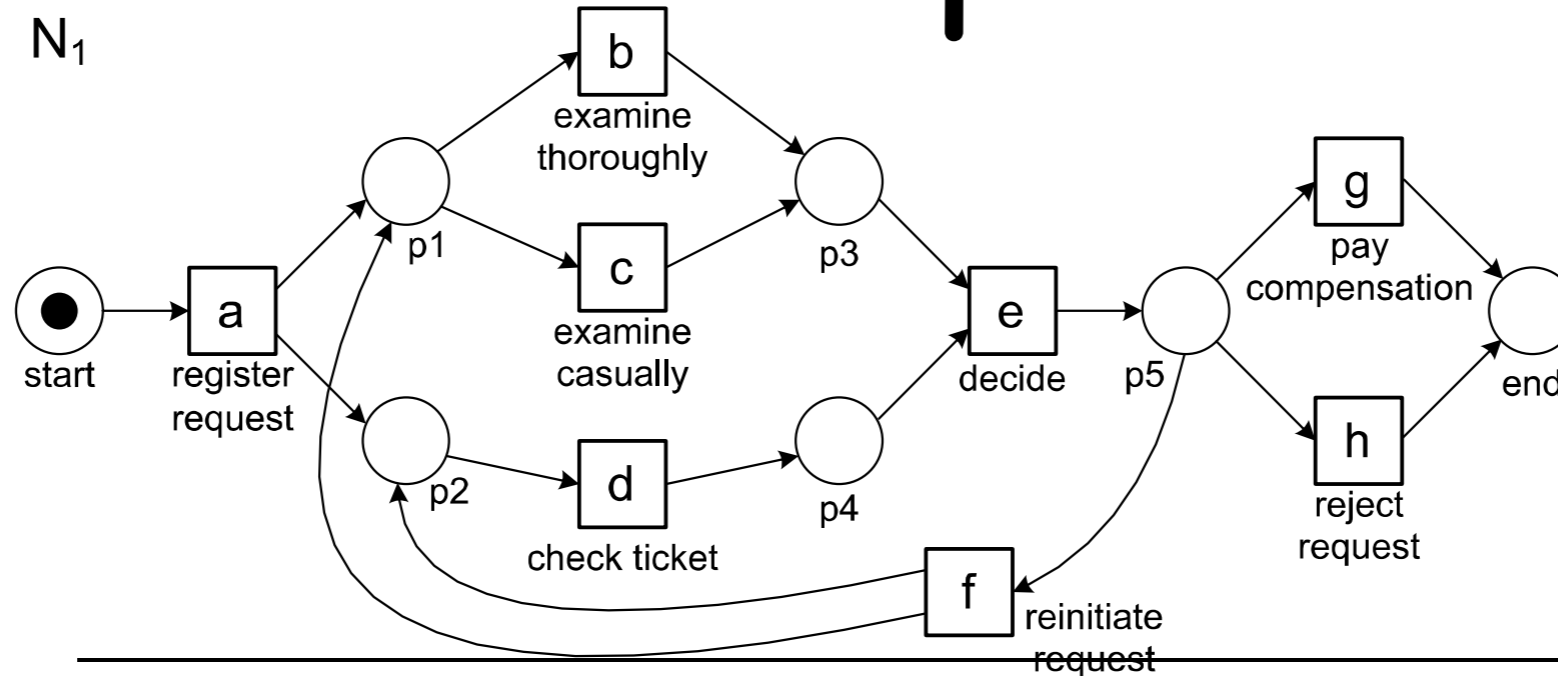 N₁
b
examine
thoroughly
p1
c
examine
casually
p3
g
pay
compensation
start
a
register
request
e
decide
p5
end
p2
d
check ticket
p4
h
reject
request
f
reinitiate
request